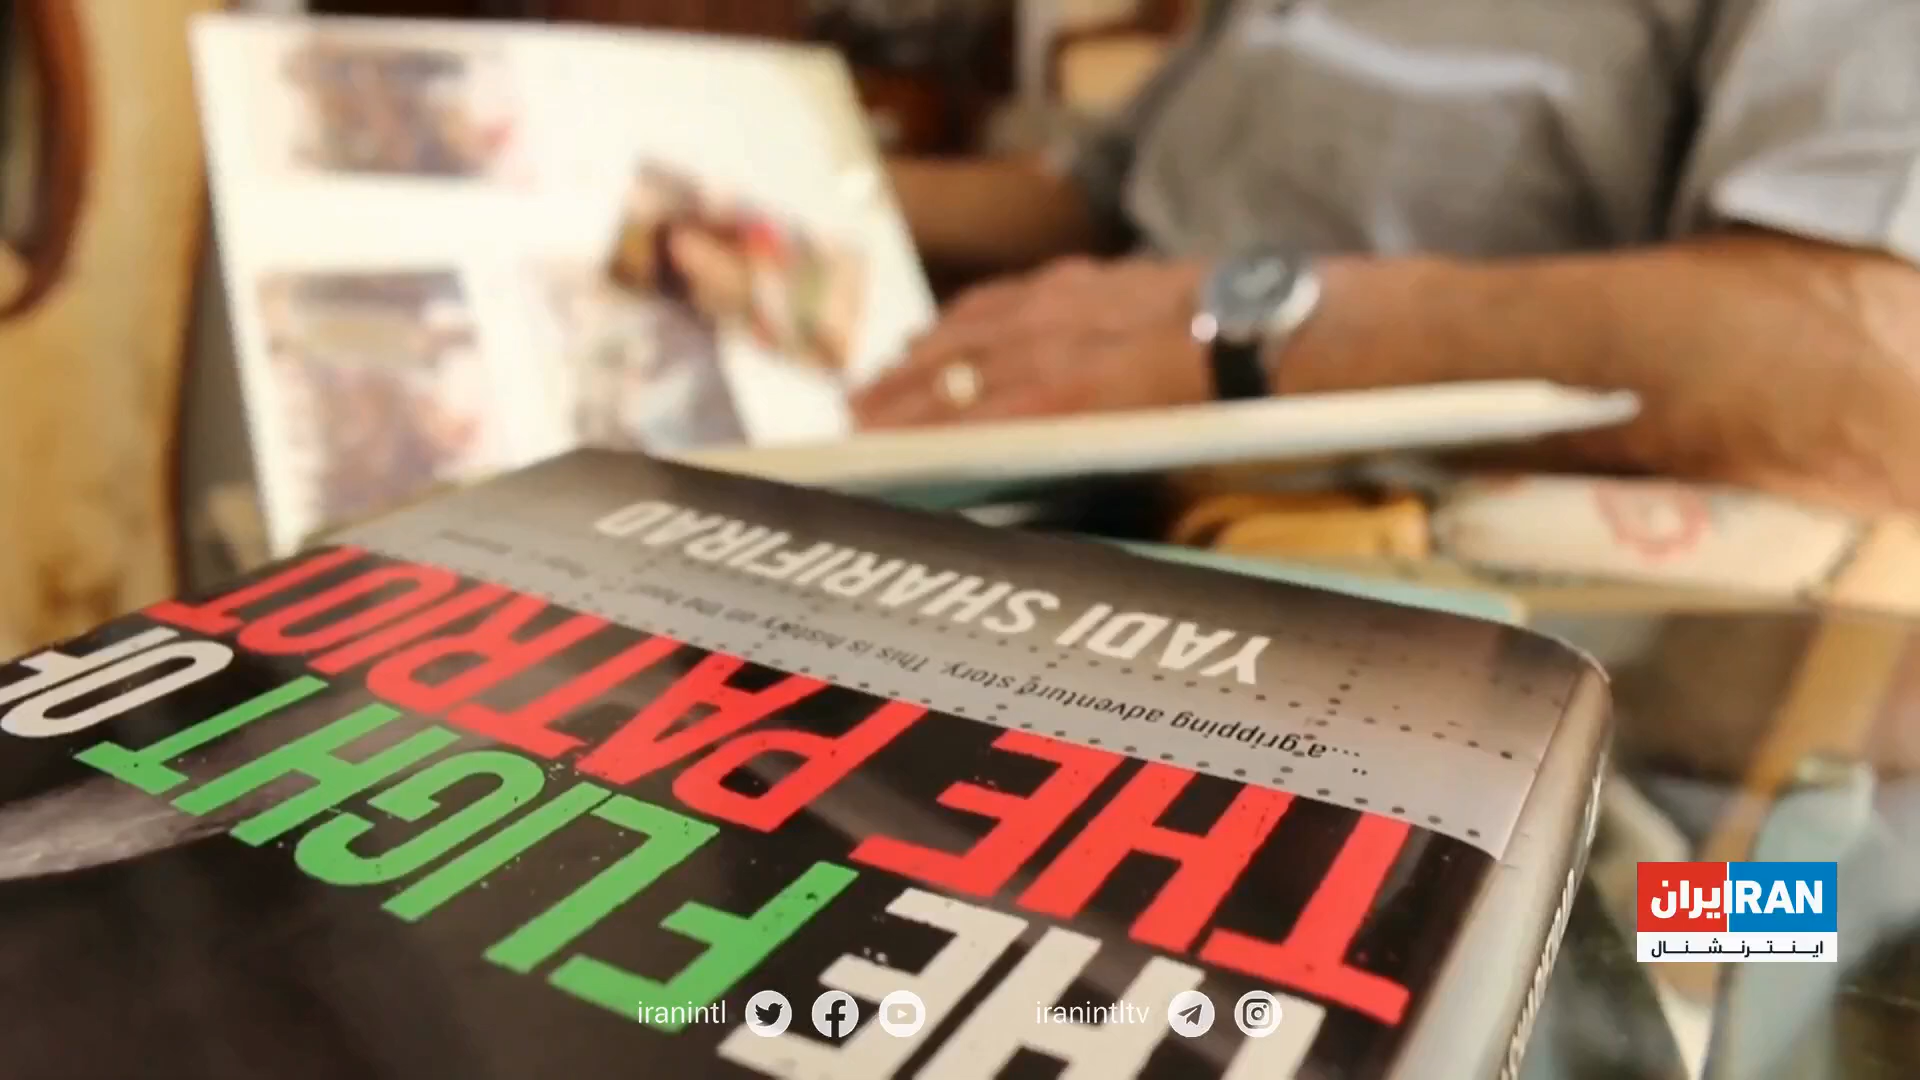 THE
FLIGHT OF
THE PATRIOT
"...a gripping adventure story. This is history on the hoof."
YADI SHARIFIRAD
ایران IRAN
اینترنشنال
iranintl
iranintltv